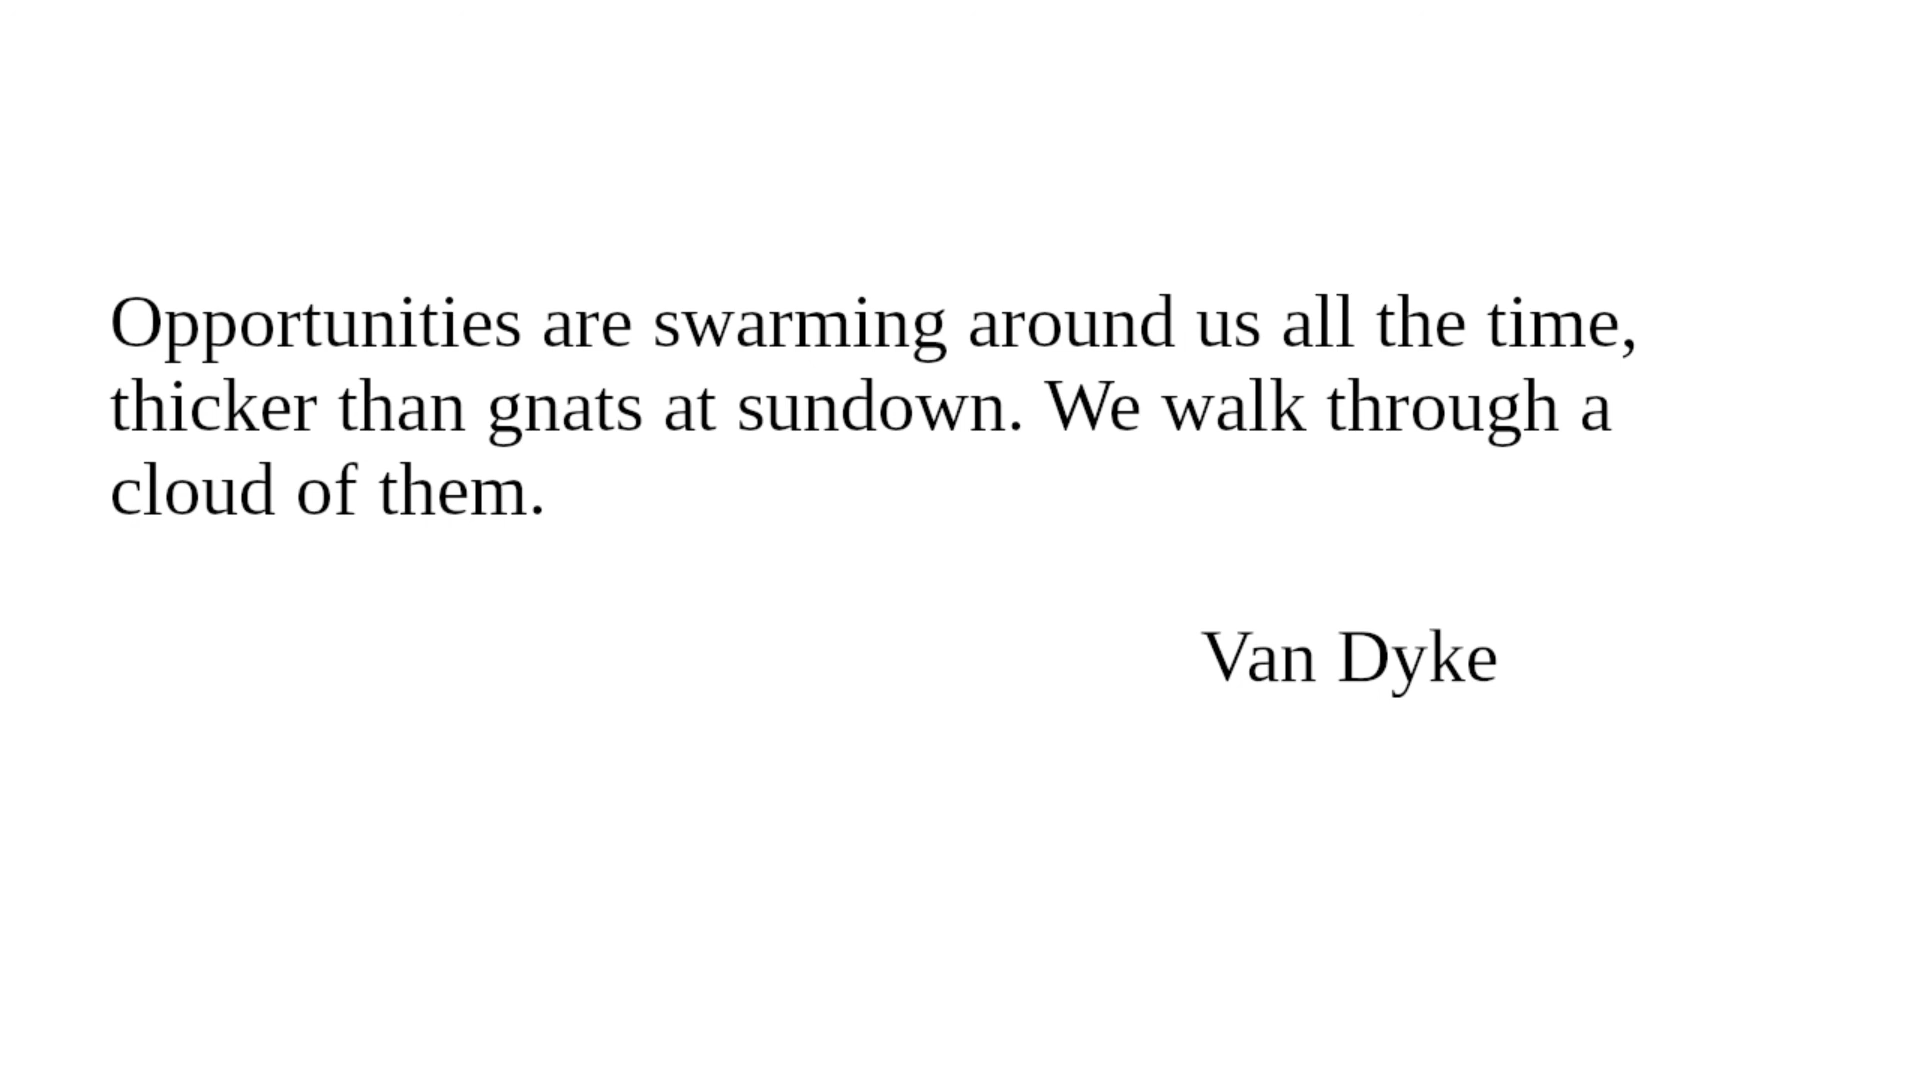 Opportunities are swarming around us all the time,
thicker than gnats at sundown. We walk through a
cloud of them.
Van Dyke